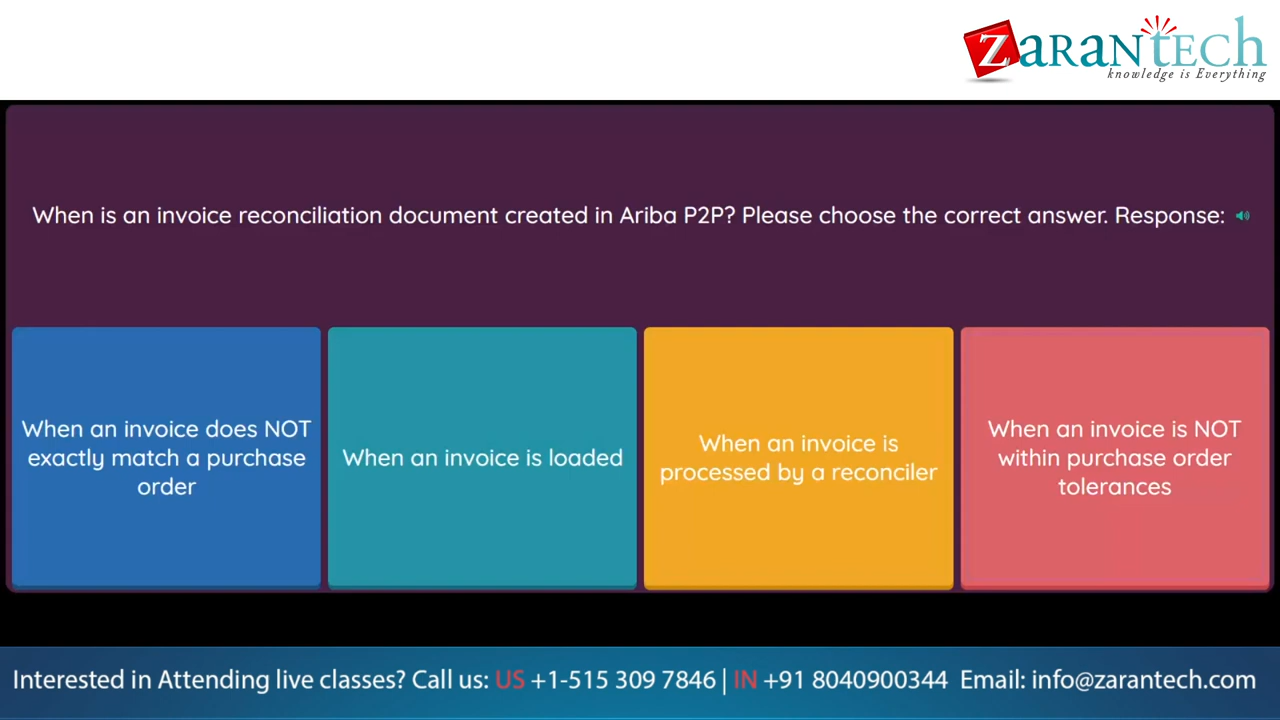 ZARANTECH
knowledge is Everything
When is an invoice reconciliation document created in Ariba P2P? Please choose the correct answer. Response:
When an invoice does NOT
exactly match a purchase
order
When an invoice is loaded
When an invoice is
processed by a reconciler
When an invoice is NOT
within purchase order
tolerances
Interested in Attending live classes? Call us: US +1-515 309 7846 | IN +91 8040900344 Email: info@zarantech.com